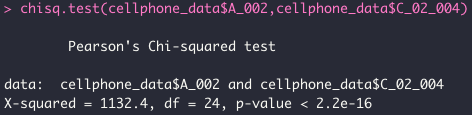 > chisq.test(cellphone_data$A_002,cellphone_data$C_02_004)
Pearson's Chi-squared test
data:  cellphone_data$A_002 and cellphone_data$C_02_004
X-squared = 1132.4, df = 24, p-value < 2.2e-16